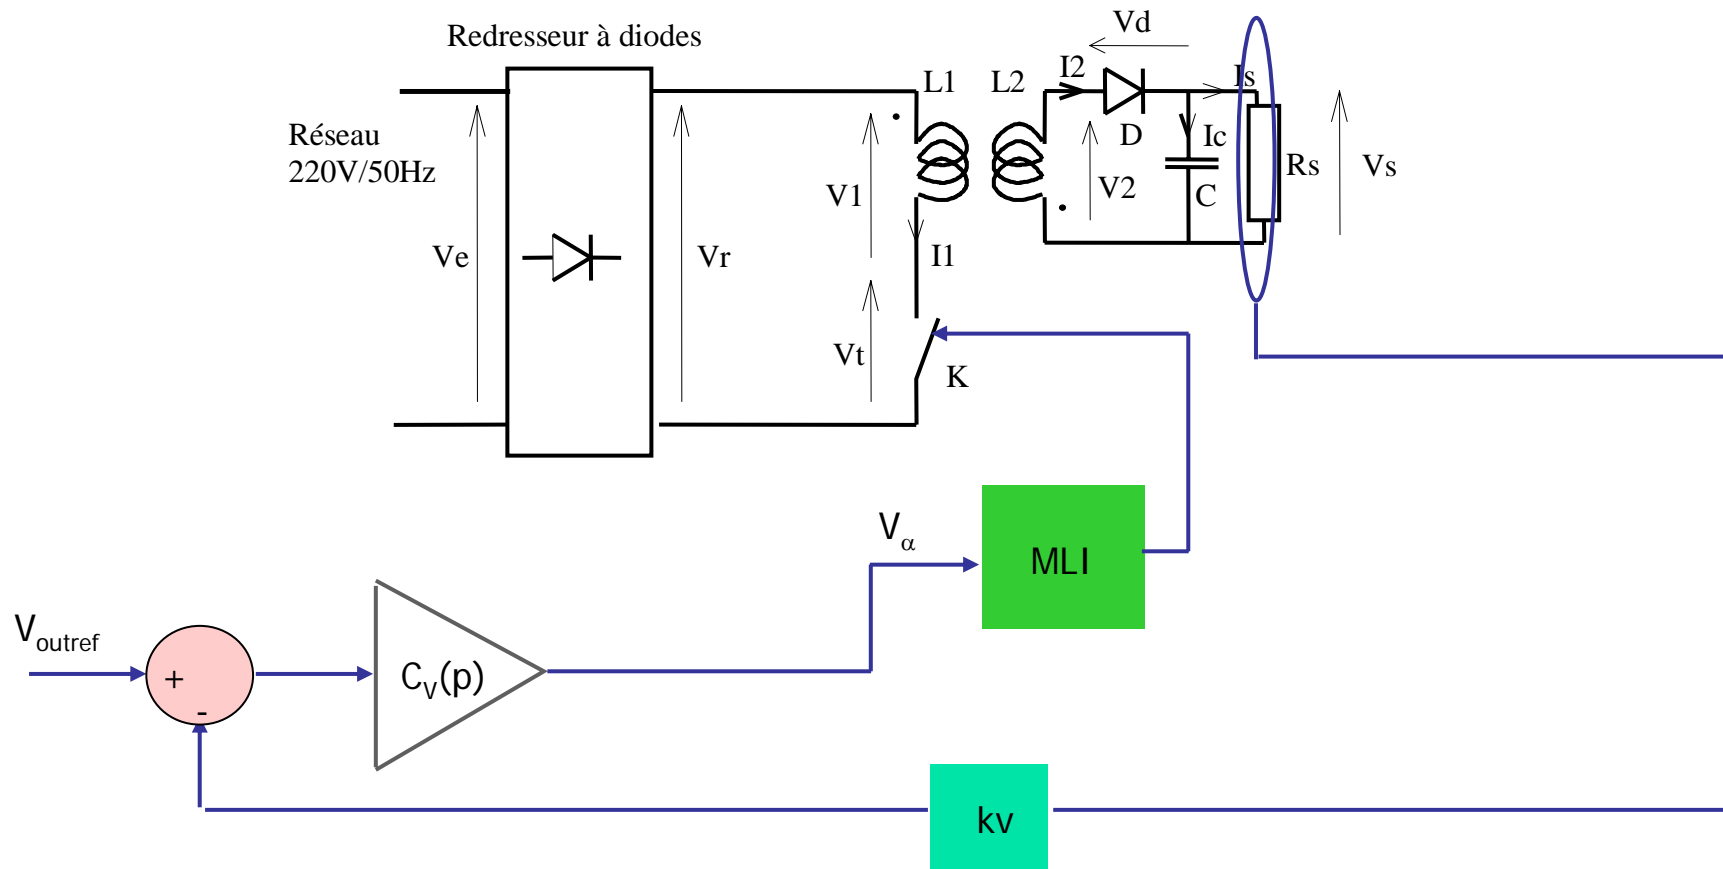 Redresseur à diodes
Vd
L1
L2
I2
Is
Réseau
220V/50Hz
D
Ic
Rs
Vs
V1
V2
C
Ve
Vr
I1
Vt
K
Vα
MLI
Voutref
+
-
CV(p)
kv